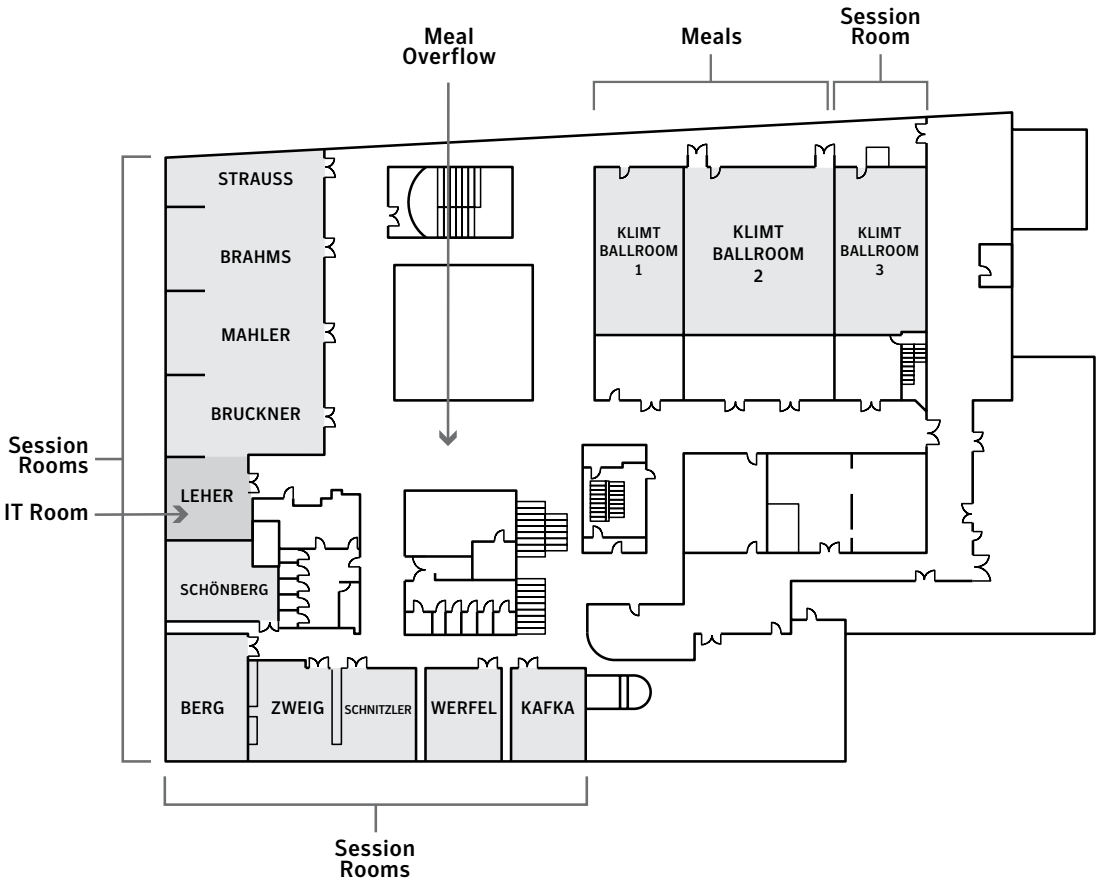 Meal
Overflow
Meals
Session
Room
STRAUSS
BRAHMS
MAHLER
BRUCKNER
KLIMT
BALLROOM
1
KLIMT
BALLROOM
2
KLIMT
BALLROOM
3
Session
Rooms
LEHER
IT Room
SCHÖNBERG
BERG
ZWEIG
SCHNITZLER
WERFEL
KAFKA
Session
Rooms